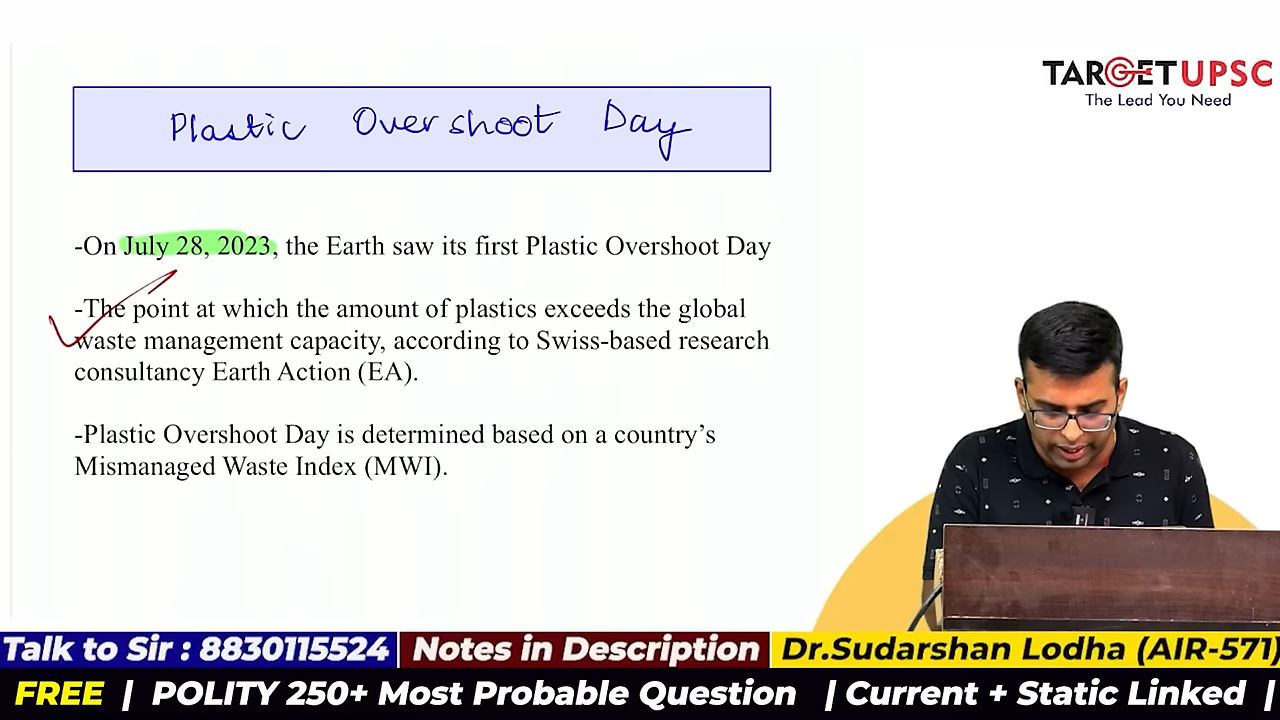 TARGETUPSC
The Lead You Need
Plastic Overshoot Day
-On July 28, 2023, the Earth saw its first Plastic Overshoot Day
-The point at which the amount of plastics exceeds the global
waste management capacity, according to Swiss-based research
consultancy Earth Action (EA).
-Plastic Overshoot Day is determined based on a country’s
Mismanaged Waste Index (MWI).
Talk to Sir : 8830115524 Notes in Description Dr.Sudarshan Lodha (AIR-571)
FREE | POLITY 250+ Most Probable Question | Current + Static Linked |